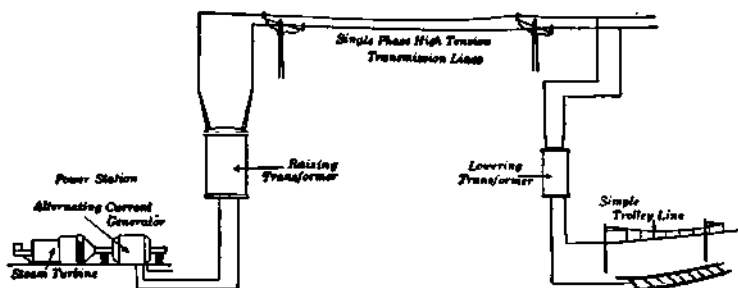 Single Phase High Tension
Transmission Lines
Raising
Transformer
Lowering
Transformer
Power Station
Alternating Current
Generator
Simple
Trolley Line
Steam Turbine